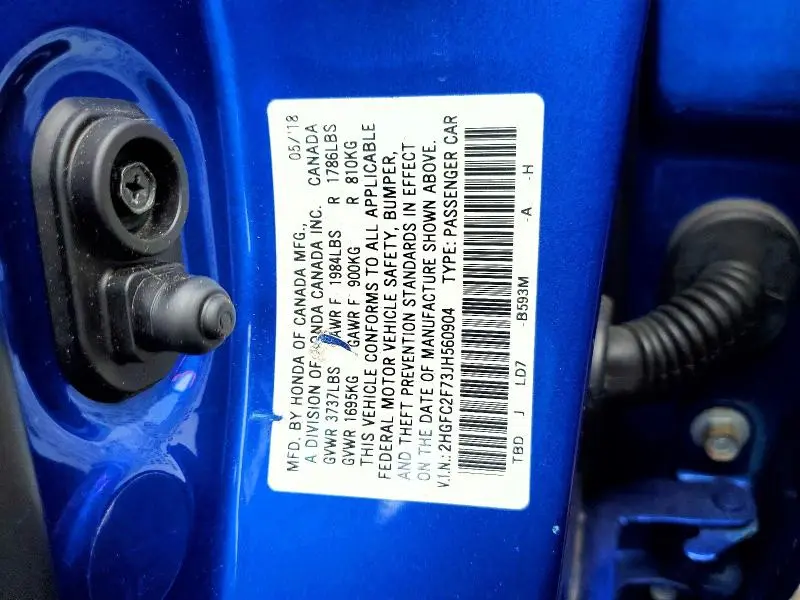 MFD. BY HONDA OF CANADA MFG., 05/'18
A DIVISION OF HONDA CANADA INC. CANADA
GVWR 3737LBS GAWR F 1984LBS R 1786LBS
GVWR 1695KG GAWR F 900KG R 810KG
THIS VEHICLE CONFORMS TO ALL APPLICABLE
FEDERAL MOTOR VEHICLE SAFETY, BUMPER,
AND THEFT PREVENTION STANDARDS IN EFFECT
ON THE DATE OF MANUFACTURE SHOWN ABOVE.
V.I.N.: 2HGFC2F73JH560904 TYPE: PASSENGER CAR
TBD J LD7 -B593M -A -H